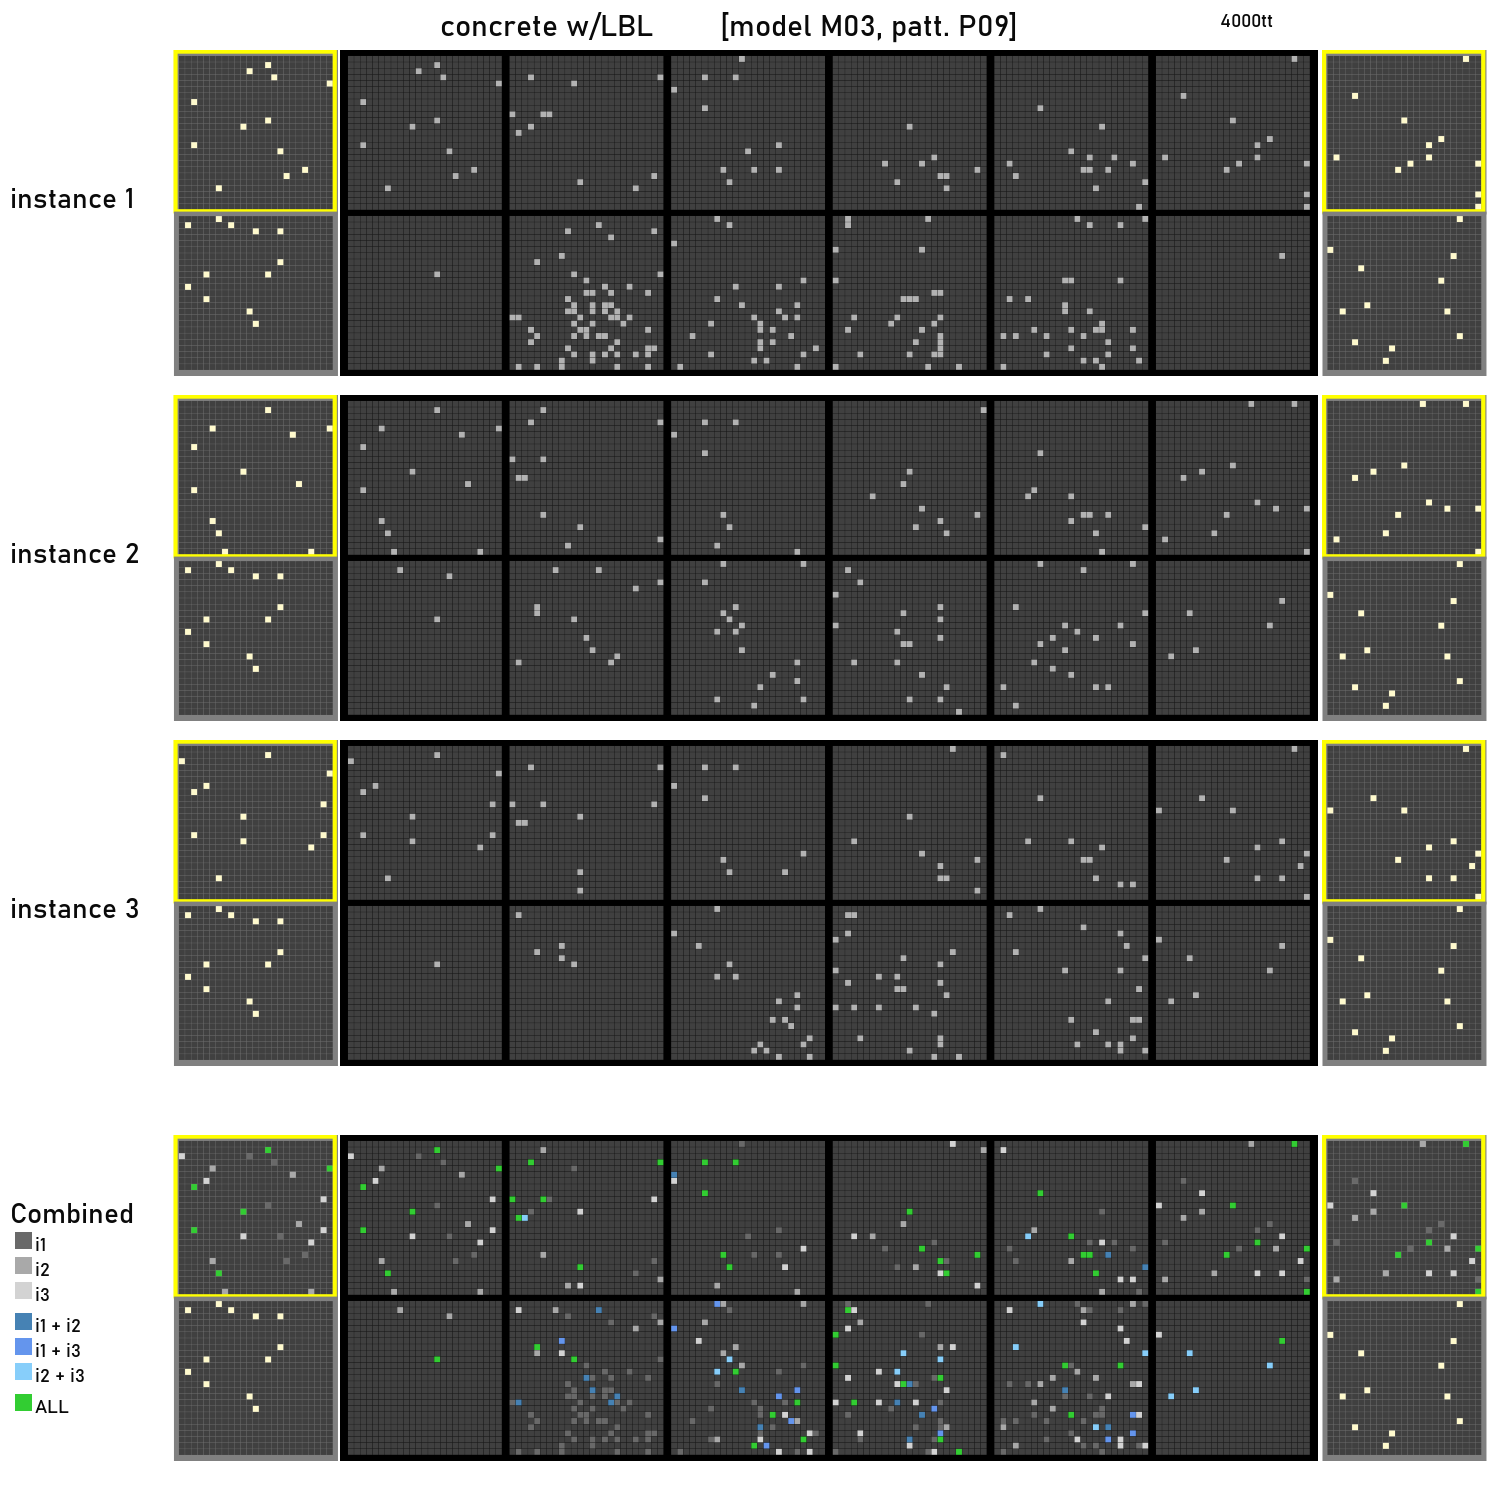 concrete w/LBL [model M03, patt. P09] 4000tt
instance 1
instance 2
instance 3
Combined
i1
i2
i3
i1 + i2
i1 + i3
i2 + i3
ALL